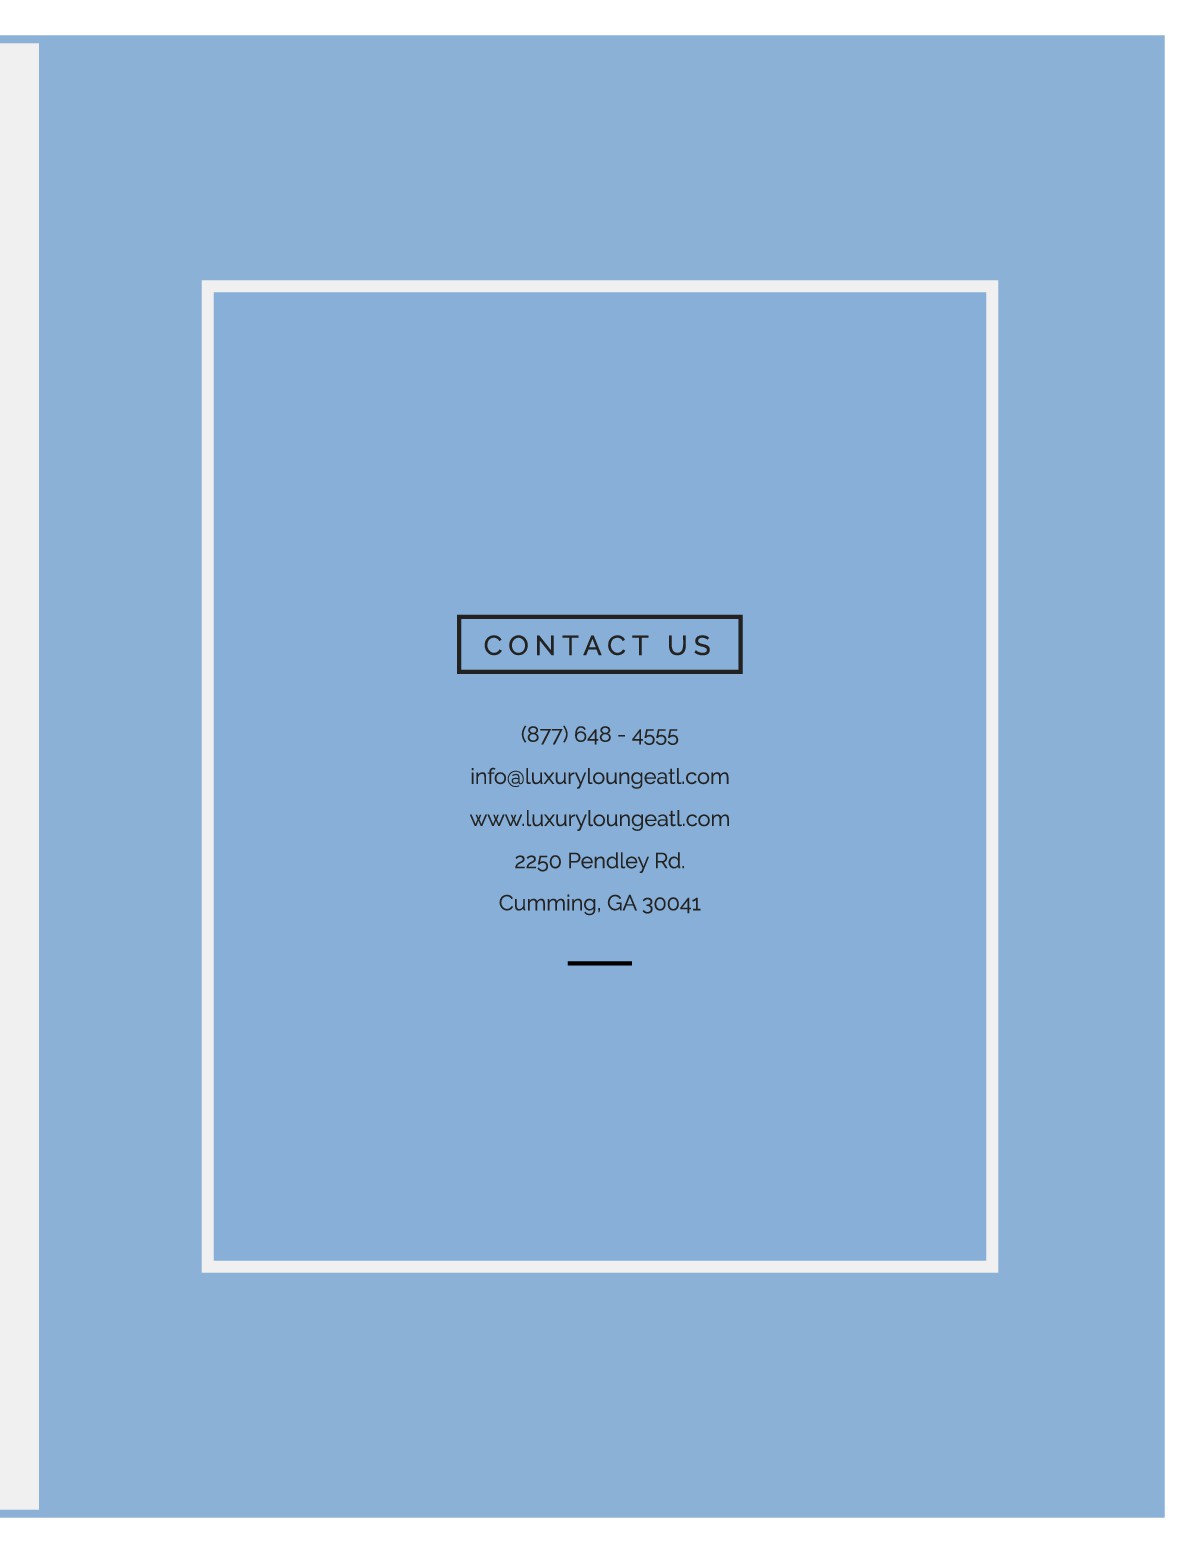 CONTACT US
(877) 648 - 4555
info@luxuryloungeatl.com
www.luxuryloungeatl.com
2250 Pendley Rd.
Cumming, GA 30041